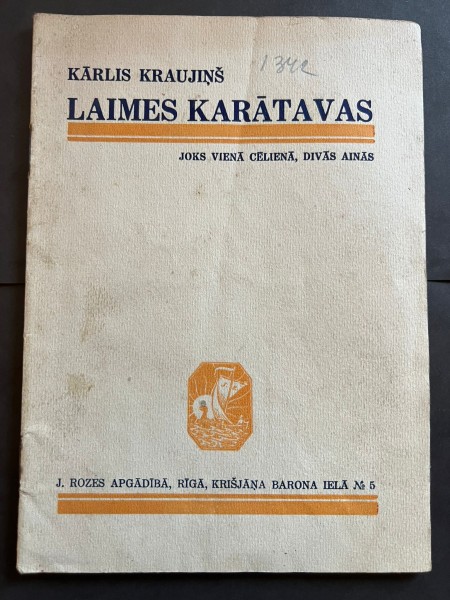 1342
KĀRLIS KRAUJIŅŠ
LAIMES KARĀTAVAS
JOKS VIENĀ CĒLIENĀ, DIVĀS AINĀS
J. ROZES APGĀDĪBĀ, RĪGĀ, KRIŠJĀŅA BARONA IELĀ № 5